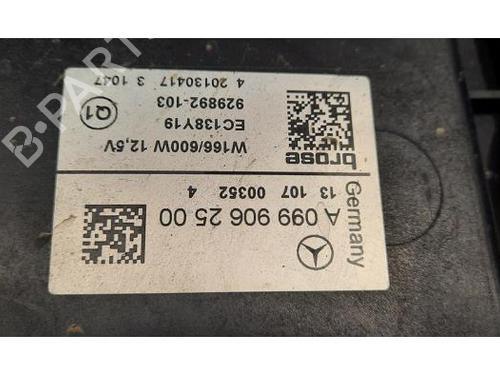 4 20130417 3 1047
929892-103
EC138Y19
W166/600W 12,5V
Q1
brose
A 099 906 25 00
13 107 00352 4
Germany
B-PARTS